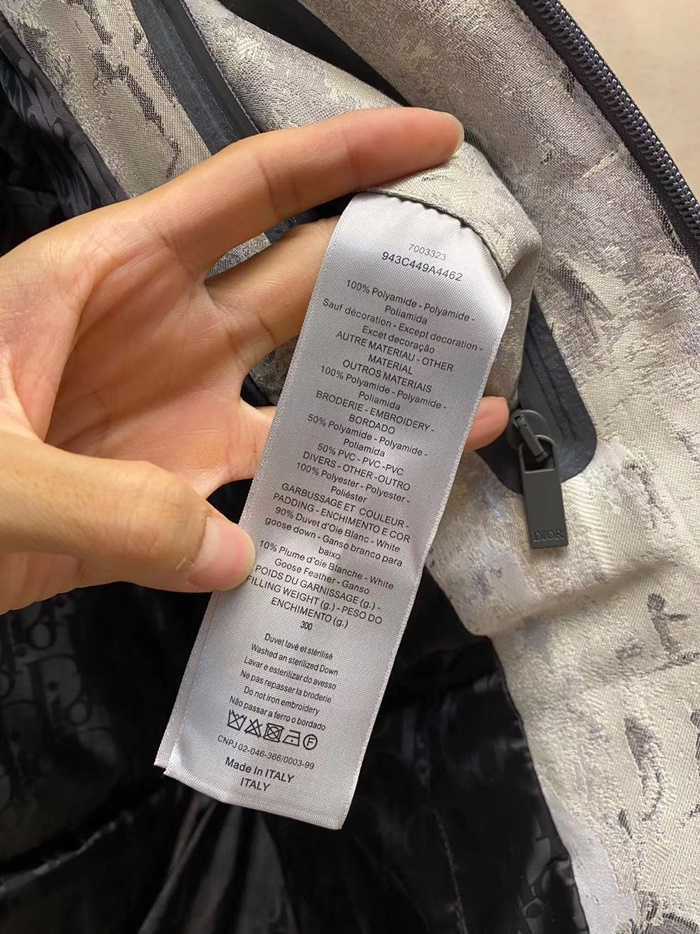 7003323
943C449A4462
100% Polyamide - Polyamide -
Poliamida
Sauf décoration - Except decoration -
Excet decoração
AUTRE MATERIAU - OTHER
MATERIAL
OUTROS MATERIAIS
100% Polyamide - Polyamide -
Poliamida
BRODERIE - EMBROIDERY -
BORDADO
50% Polyamide - Polyamide -
Poliamida
50% PVC - PVC -PVC
DIVERS - OTHER -OUTRO
100% Polyester - Polyester -
Poliéster
GARBUSSAGE ET COULEUR -
PADDING - ENCHIMENTO E COR
90% Duvet d'Oie Blanc - White
goose down - Ganso branco para
baixo
10% Plume d'oie Blanche - White
Goose Feather - Ganso
POIDS DU GARNISSAGE (g.) -
FILLING WEIGHT (g.) - PESO DO
ENCHIMENTO (g.)
300
Duvet lavé et stérilisé
Washed an sterilized Down
Lavar e esterilizar do avesso
Ne pas repasser la broderie
Do not iron embroidery
Não passar a ferro o bordado
CNPJ 02-046-366/0003-99
Made in ITALY
ITALY
DIOR